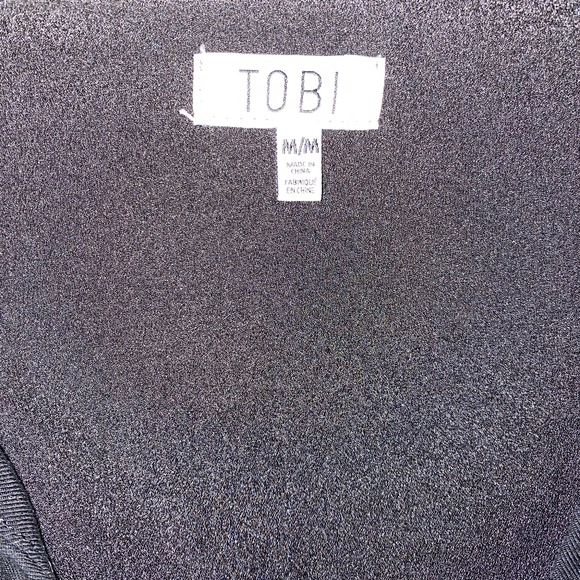 TOBI
M/M
MADE IN
CHINA
FABRIQUÉ
EN CHINE